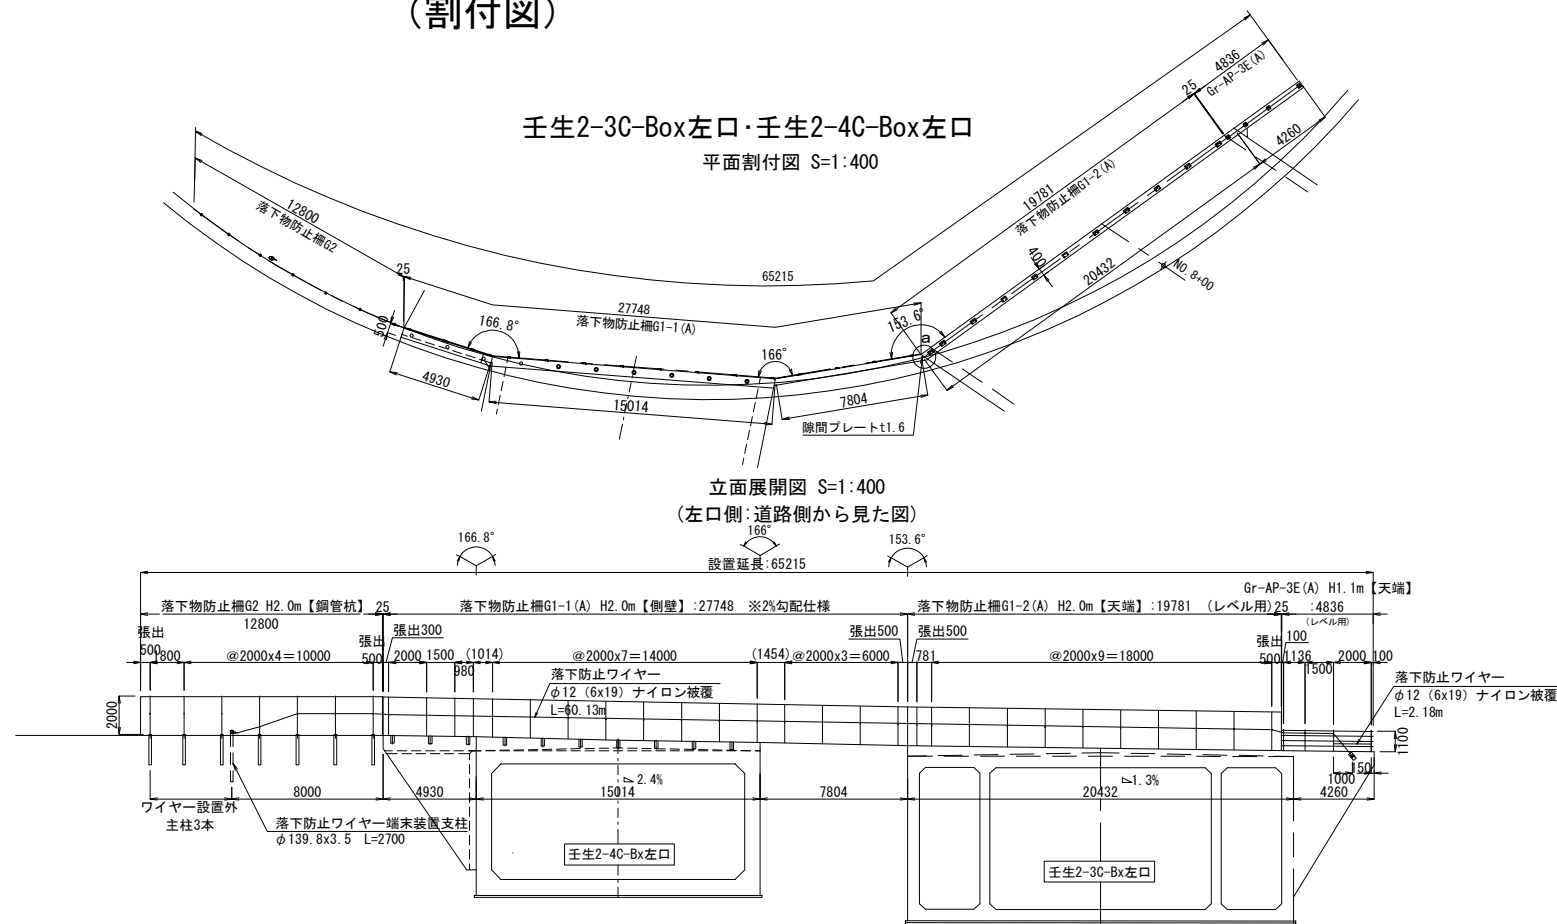 (割付図)
壬生2-3C-Box左口・壬生2-4C-Box左口
平面割付図 S=1:400
4836
Gr-AP-3E(A)
25
4260
19781
落下物防止柵G1-2(A)
12800
落下物防止柵G2
400
20432
NO.8+00
25
65215
27748
落下物防止柵G1-1(A)
500
166.8°
153.6°
a
166°
4930
15014
7804
隙間プレートt1.6
立面展開図 S=1:400
(左口側:道路側から見た図)
166.8°
166°
153.6°
設置延長:65215
Gr-AP-3E(A) H1.1m【天端】
落下物防止柵G2 H2.0m【鋼管杭】 25
落下物防止柵G1-1(A) H2.0m【側壁】:27748 ※2%勾配仕様
落下物防止柵G1-2(A) H2.0m【天端】:19781 (レベル用)25
:4836
(レベル用)
12800
張出
500
張出
500
張出300
張出500
張出500
張出
500
100
1800
@2000x4=10000
2000
1500
980
(1014)
@2000x7=14000
(1454)
@2000x3=6000
781
@2000x9=18000
1136
1500
2000
100
落下防止ワイヤー
φ12 (6x19) ナイロン被覆
L=60.13m
落下防止ワイヤー
φ12 (6x19) ナイロン被覆
L=2.18m
2000
1100
150
1000
2.4%
1.3%
8000
4930
15014
7804
20432
4260
ワイヤー設置外
主柱3本
落下防止ワイヤー端末装置支柱
φ139.8x3.5 L=2700
壬生2-4C-Bx左口
壬生2-3C-Bx左口